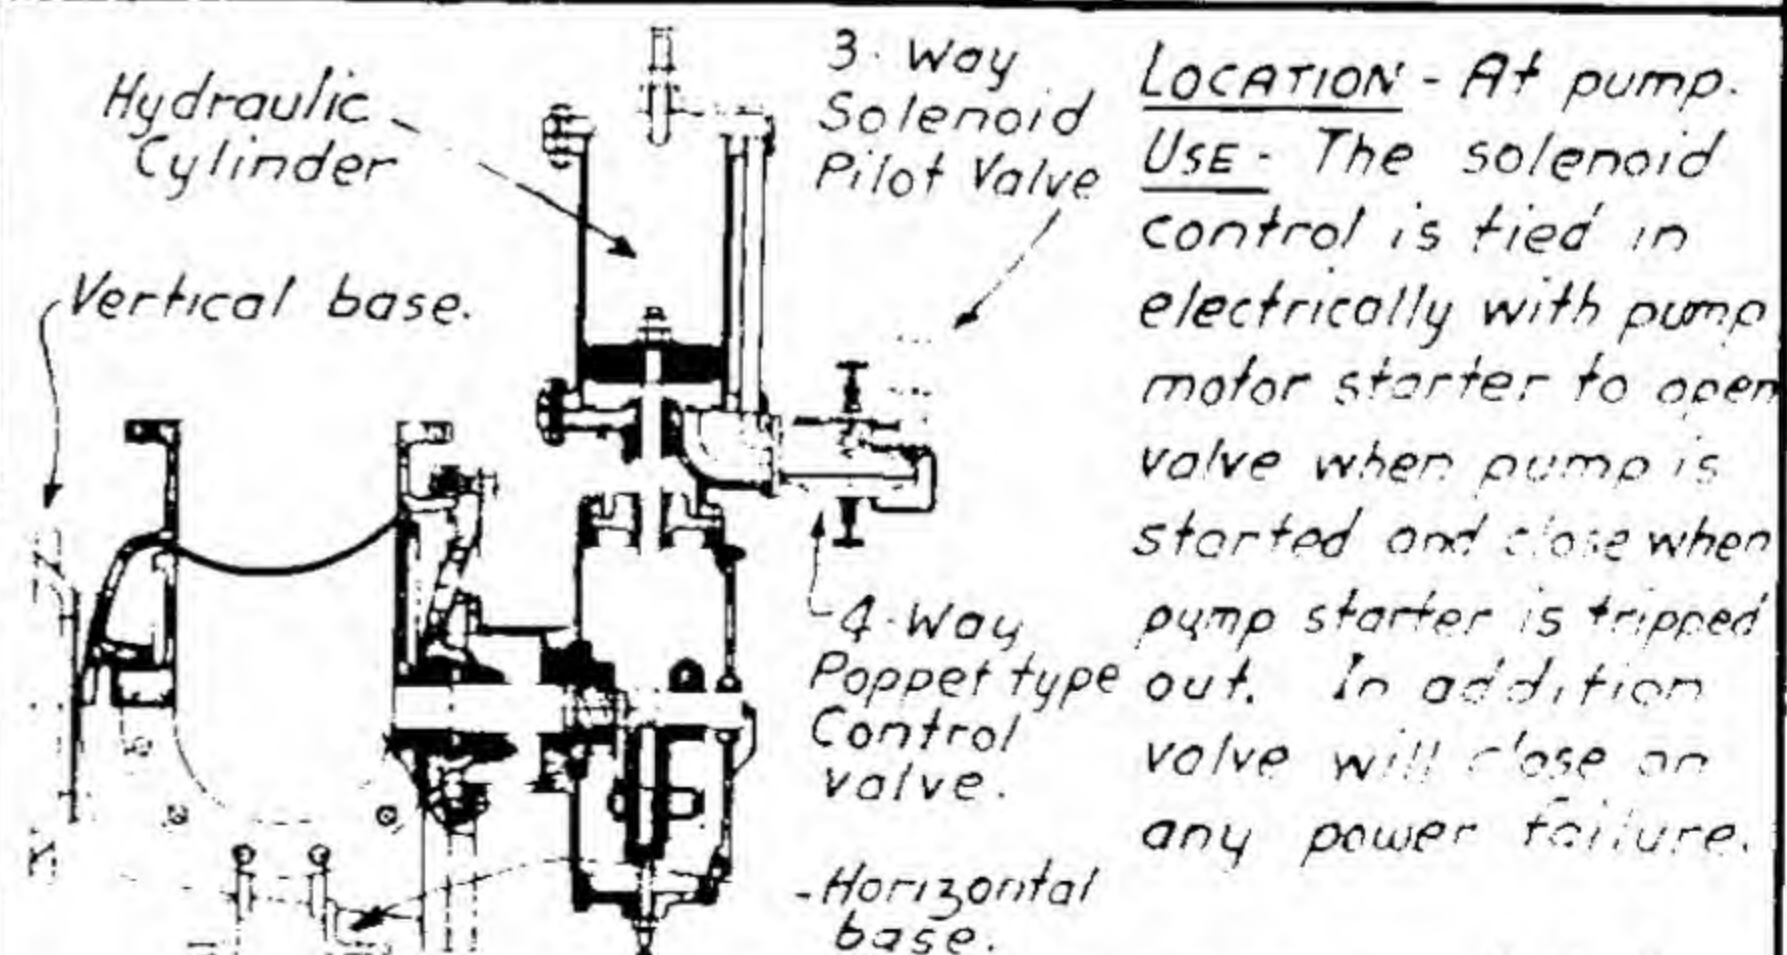 Hydraulic
Cylinder
3-Way
Solenoid
Pilot Valve
Vertical base.
4-Way
Poppet type
Control
valve.
Horizontal
base.
LOCATION - At pump.
USE - The solenoid
control is tied in
electrically with pump
motor starter to open
valve when pump is
started and close when
pump starter is tripped
out. In addition
valve will close on
any power failure.